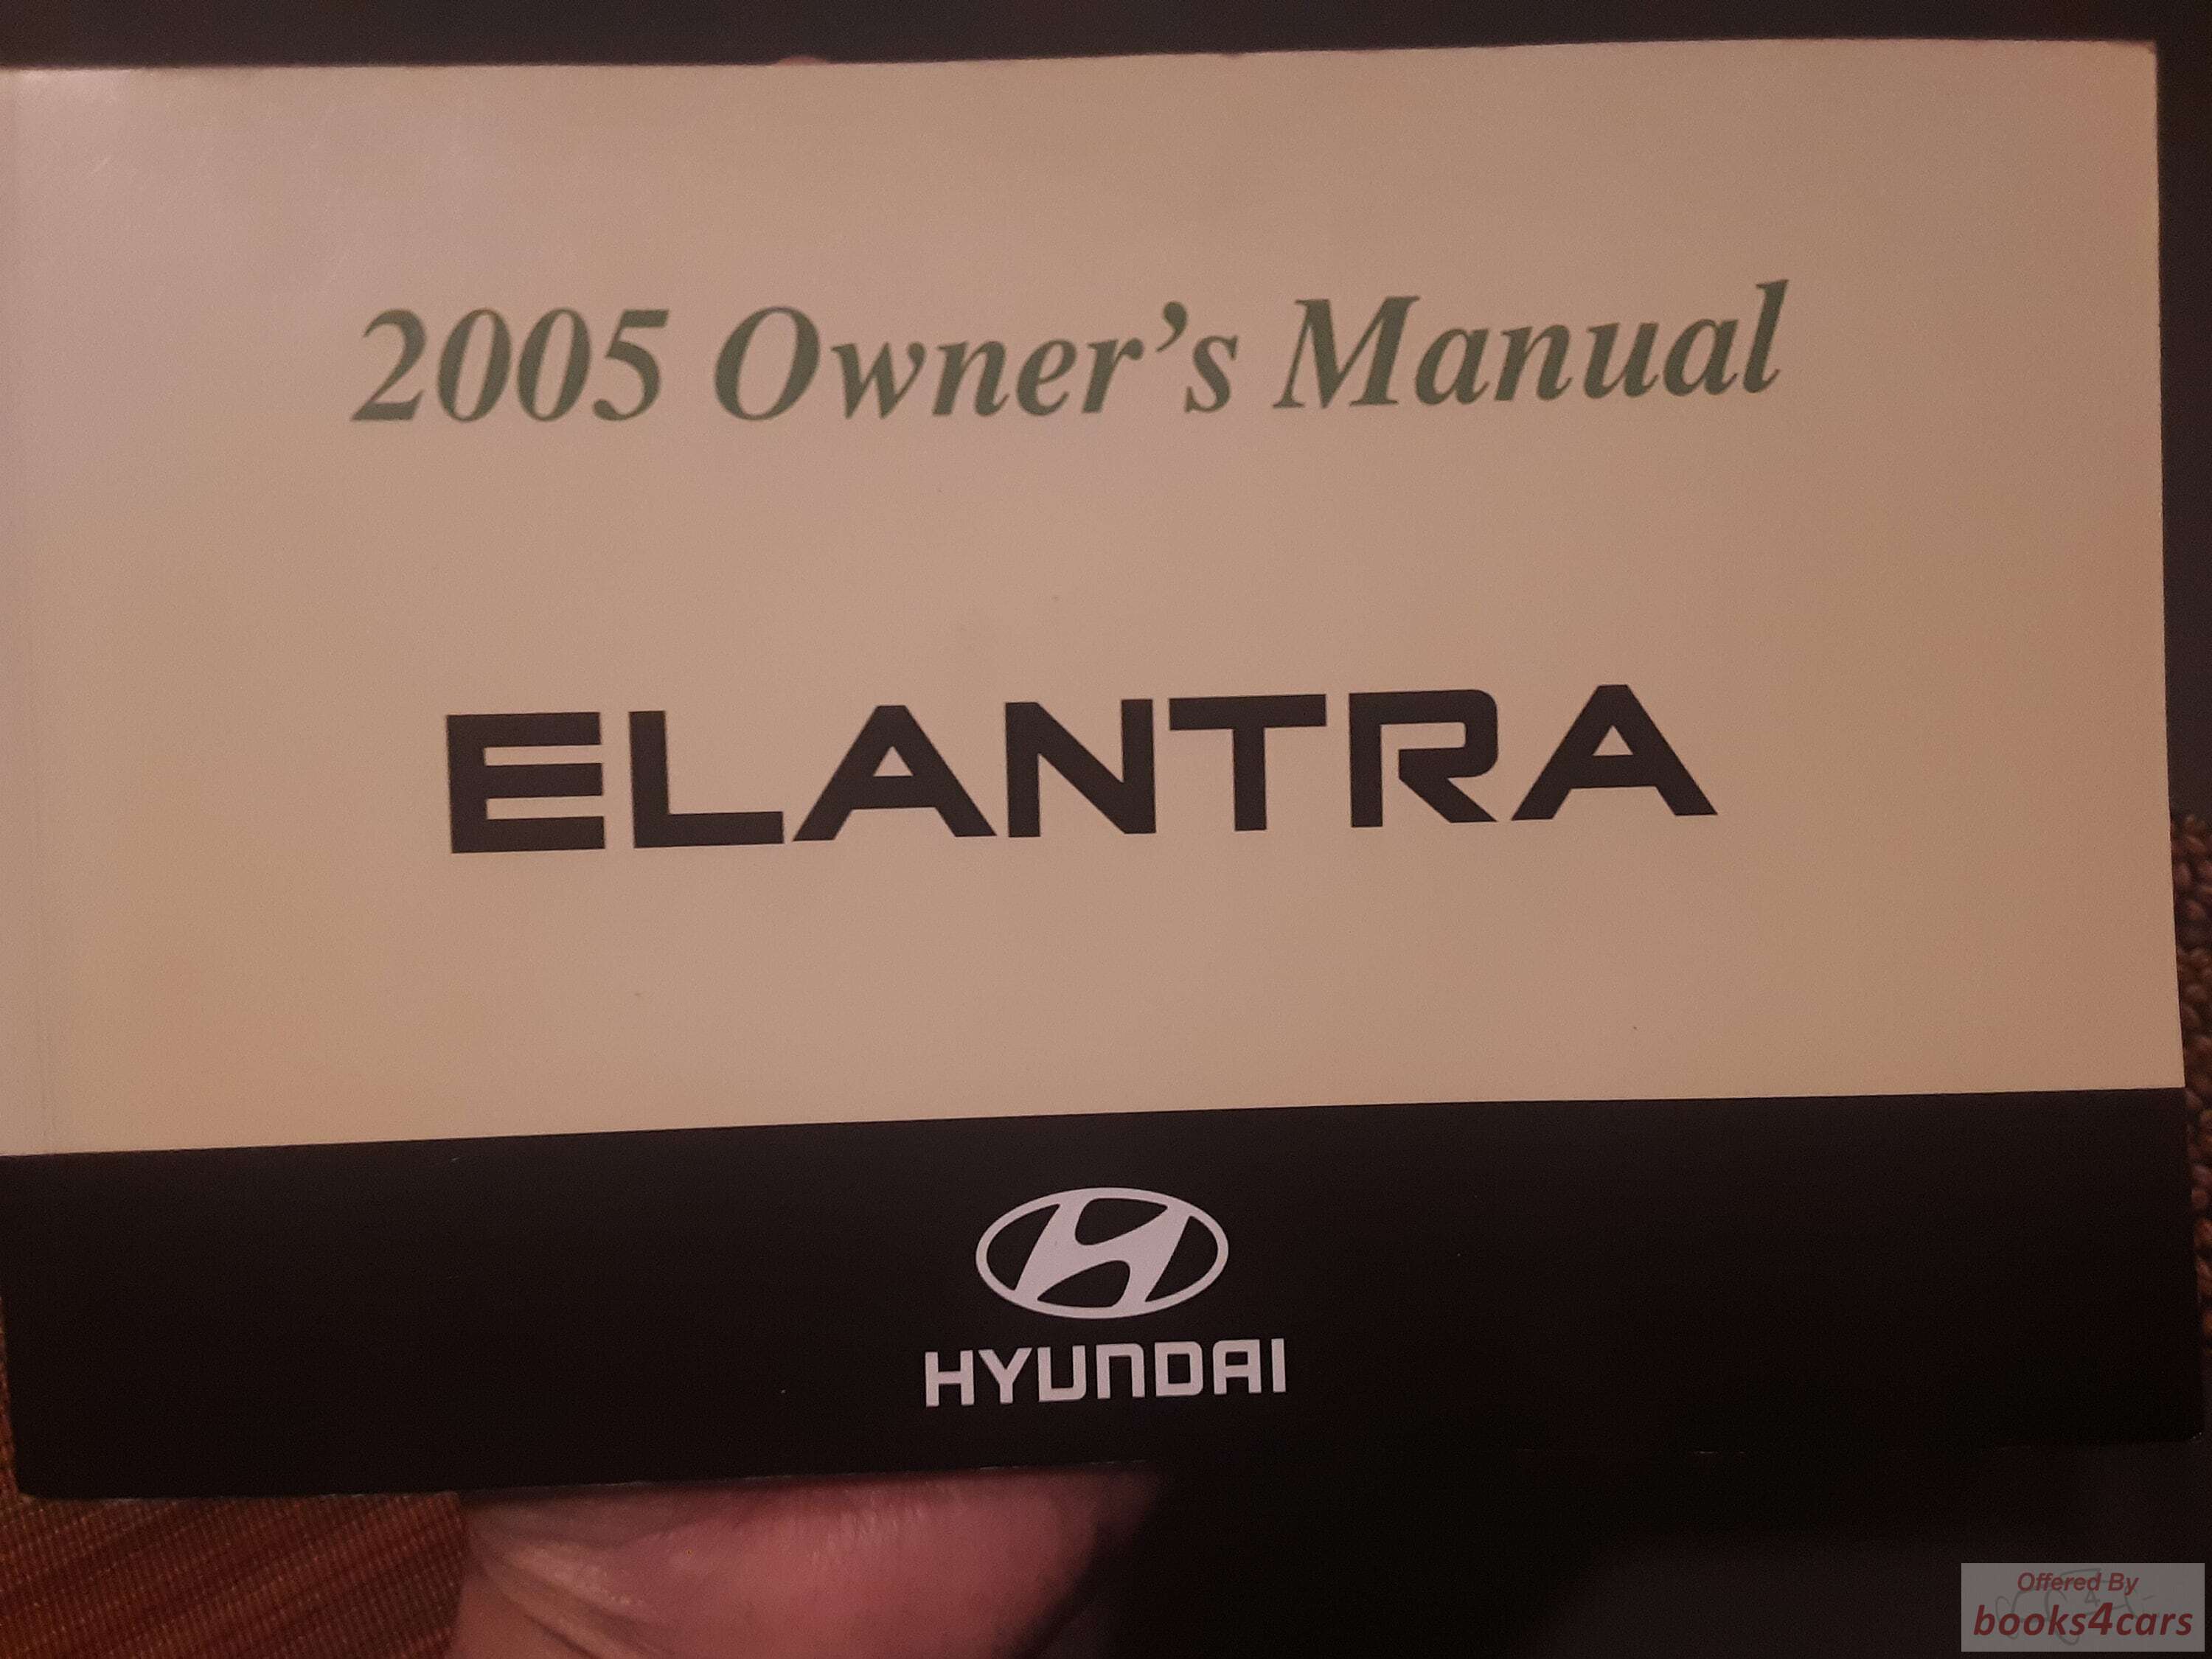 2005 Owner's Manual
ELANTRA
HYUNDAI
Offered By
books4cars